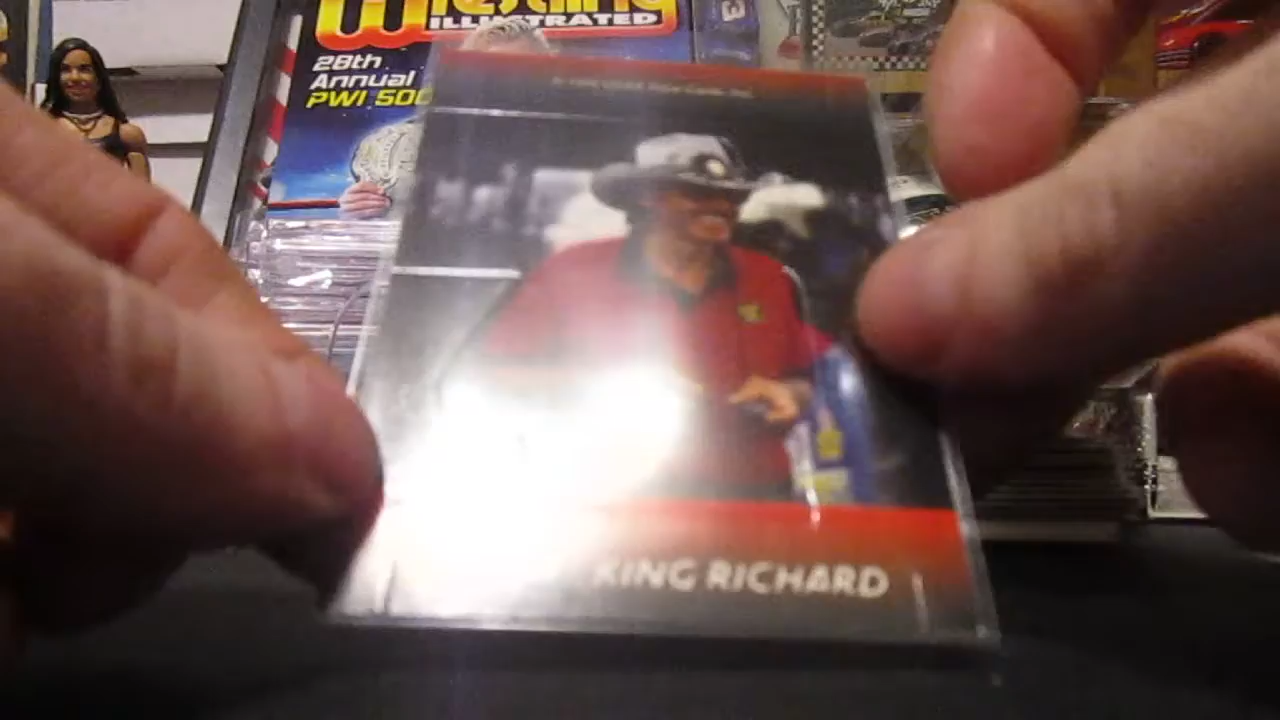 Wrestling
ILLUSTRATED
28th
Annual
PWI 500
KING RICHARD